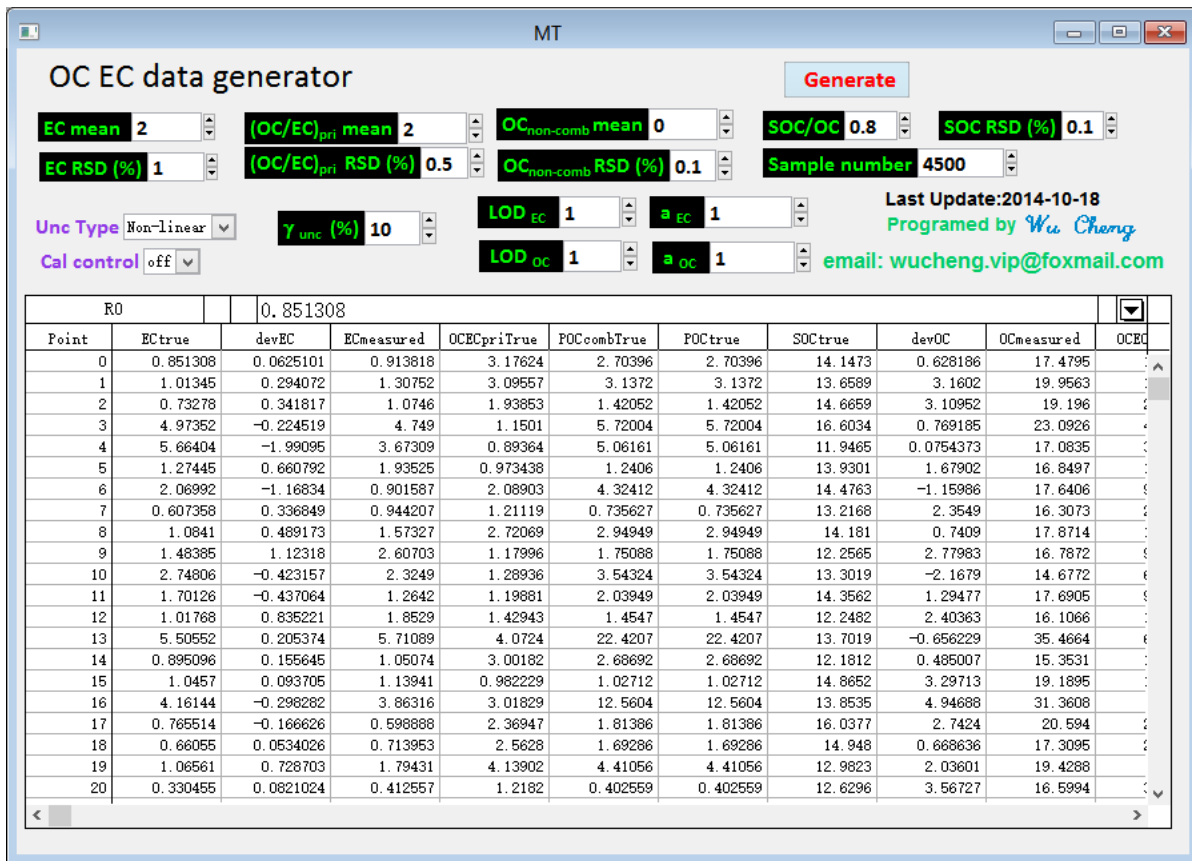 MT
OC EC data generator
Generate
EC mean 2
(OC/EC)pri mean 2
OCnon-comb mean 0
SOC/OC 0.8
SOC RSD (%) 0.1
EC RSD (%) 1
(OC/EC)pri RSD (%) 0.5
OCnon-comb RSD (%) 0.1
Sample number 4500
Unc Type Non-linear
γ unc (%) 10
LOD EC 1
a EC 1
Last Update:2014-10-18
Programed by Wu Cheng
Cal control off
LOD OC 1
a OC 1
email: wucheng.vip@foxmail.com
R0 0.851308
Point ECtrue devEC ECmeasured OCECpriTrue POCcombTrue POCtrue SOCtrue devOC OCmeasured
0 0.851308 0.0625101 0.913818 3.17624 2.70396 2.70396 14.1473 0.628186 17.4795
1 1.01345 0.294072 1.30752 3.09557 3.1372 3.1372 13.6589 3.1602 19.9563
2 0.73278 0.341817 1.0746 1.93853 1.42052 1.42052 14.6659 3.10952 19.196
3 4.97352 -0.224519 4.749 1.1501 5.72004 5.72004 16.6034 0.769185 23.0926
4 5.66404 -1.99095 3.67309 0.89364 5.06161 5.06161 11.9465 0.0754373 17.0835
5 1.27445 0.660792 1.93525 0.973438 1.2406 1.2406 13.9301 1.67902 16.8497
6 2.06992 -1.16834 0.901587 2.08903 4.32412 4.32412 14.4763 -1.15986 17.6406
7 0.607358 0.336849 0.944207 1.21119 0.735627 0.735627 13.2168 2.3549 16.3073
8 1.0841 0.489173 1.57327 2.72069 2.94949 2.94949 14.181 0.7409 17.8714
9 1.48385 1.12318 2.60703 1.17996 1.75088 1.75088 12.2565 2.77983 16.7872
10 2.74806 -0.423157 2.3249 1.28936 3.54324 3.54324 13.3019 -2.1679 14.6772
11 1.70126 -0.437064 1.2642 1.19881 2.03949 2.03949 14.3562 1.29477 17.6905
12 1.01768 0.835221 1.8529 1.42943 1.4547 1.4547 12.2482 2.40363 16.1066
13 5.50552 0.205374 5.71089 4.0724 22.4207 22.4207 13.7019 -0.656229 35.4664
14 0.895096 0.155645 1.05074 3.00182 2.68692 2.68692 12.1812 0.485007 15.3531
15 1.0457 0.093705 1.13941 0.982229 1.02712 1.02712 14.8652 3.29713 19.1895
16 4.16144 -0.298282 3.86316 3.01829 12.5604 12.5604 13.8535 4.94688 31.3608
17 0.765514 -0.166626 0.598888 2.36947 1.81386 1.81386 16.0377 2.7424 20.594
18 0.66055 0.0534026 0.713953 2.5628 1.69286 1.69286 14.948 0.668636 17.3095
19 1.06561 0.728703 1.79431 4.13902 4.41056 4.41056 12.9823 2.03601 19.4288
20 0.330455 0.0821024 0.412557 1.2182 0.402559 0.402559 12.6296 3.56727 16.5994